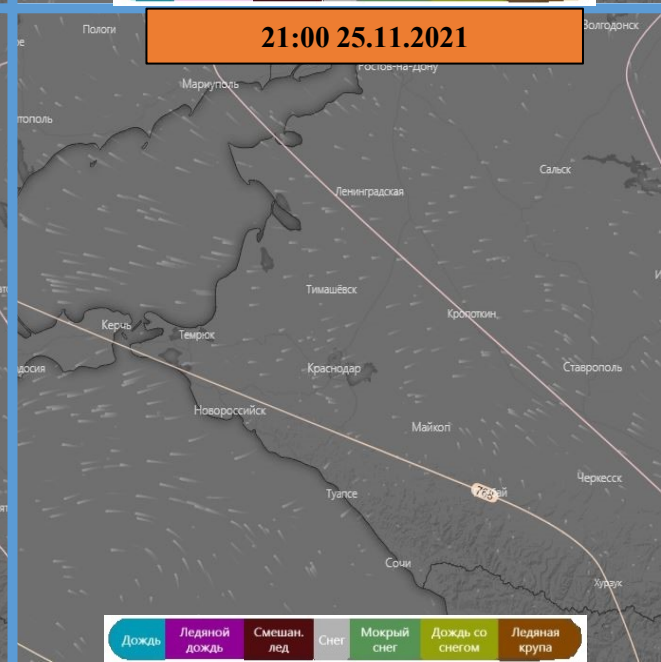 21:00 25.11.2021
Пологи
Волгодонск
Ростов-на-Дону
Мариуполь
тополь
Сальск
Ленинградская
Тимашёвск
Керчь
Темрюк
Кропоткин
досия
Краснодар
Ставрополь
Новороссийск
Майкоп
Туапсе
768
Черкесск
Сочи
Хурзук
Дождь
Ледяной дождь
Смешан. лед
Снег
Мокрый снег
Дождь со снегом
Ледяная крупа